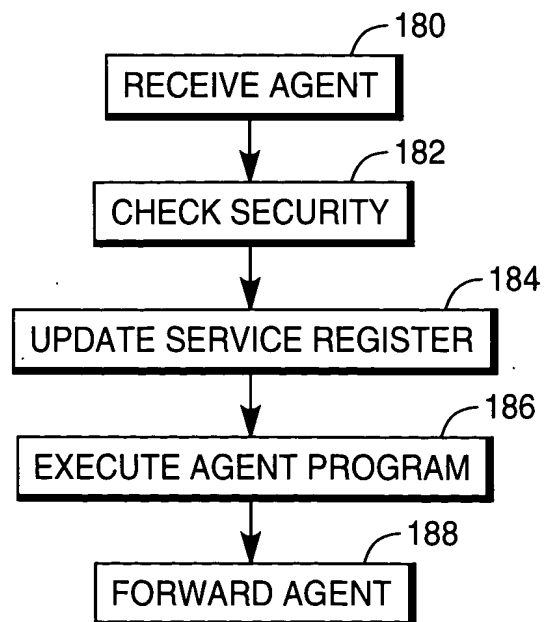 180
RECEIVE AGENT
182
CHECK SECURITY
184
UPDATE SERVICE REGISTER
186
EXECUTE AGENT PROGRAM
188
FORWARD AGENT